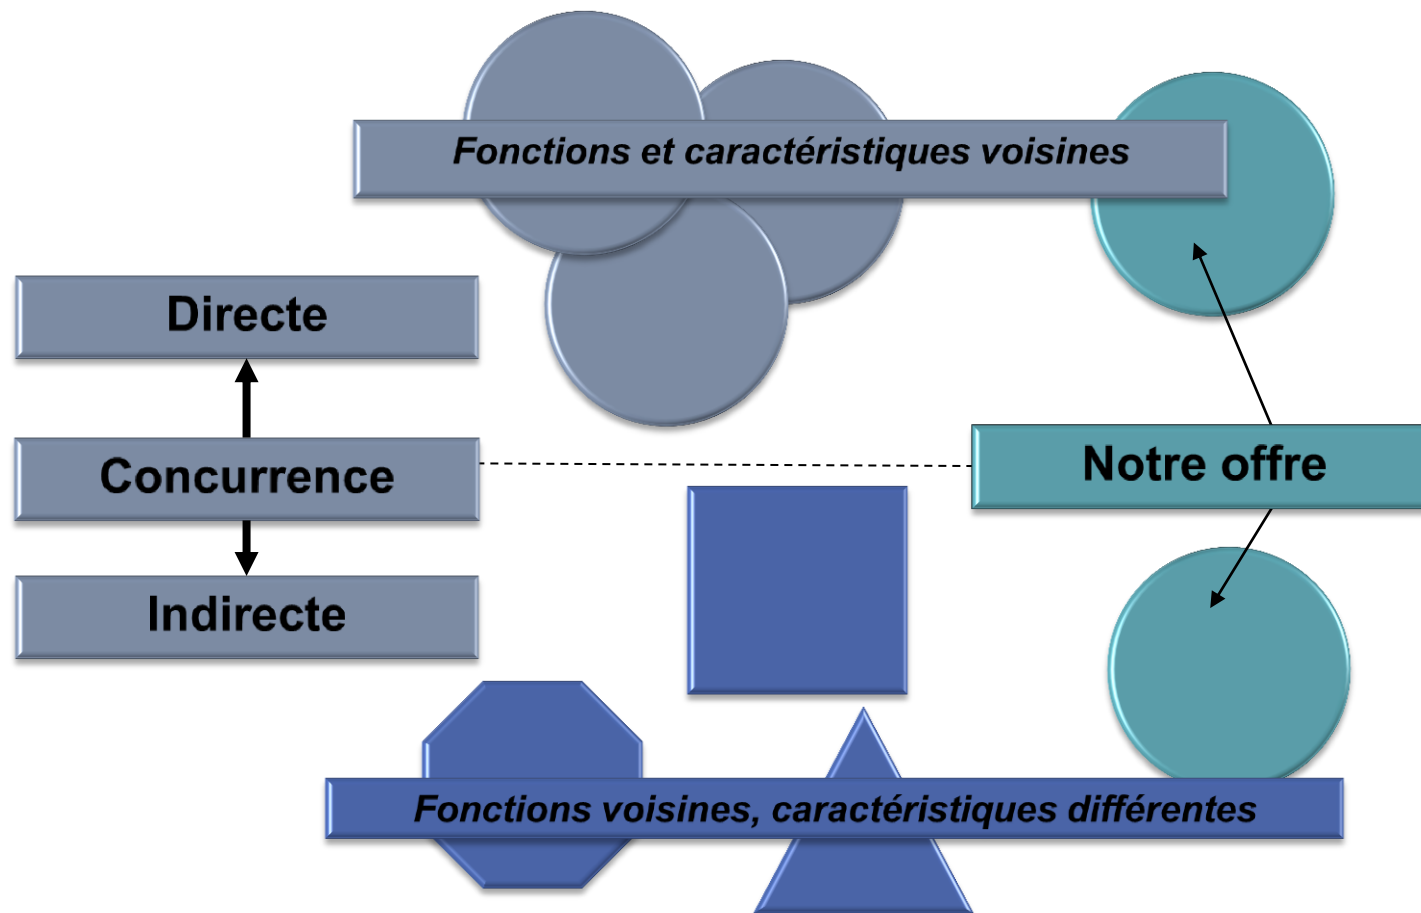 Fonctions et caractéristiques voisines
Directe
Concurrence
Notre offre
Indirecte
Fonctions voisines, caractéristiques différentes